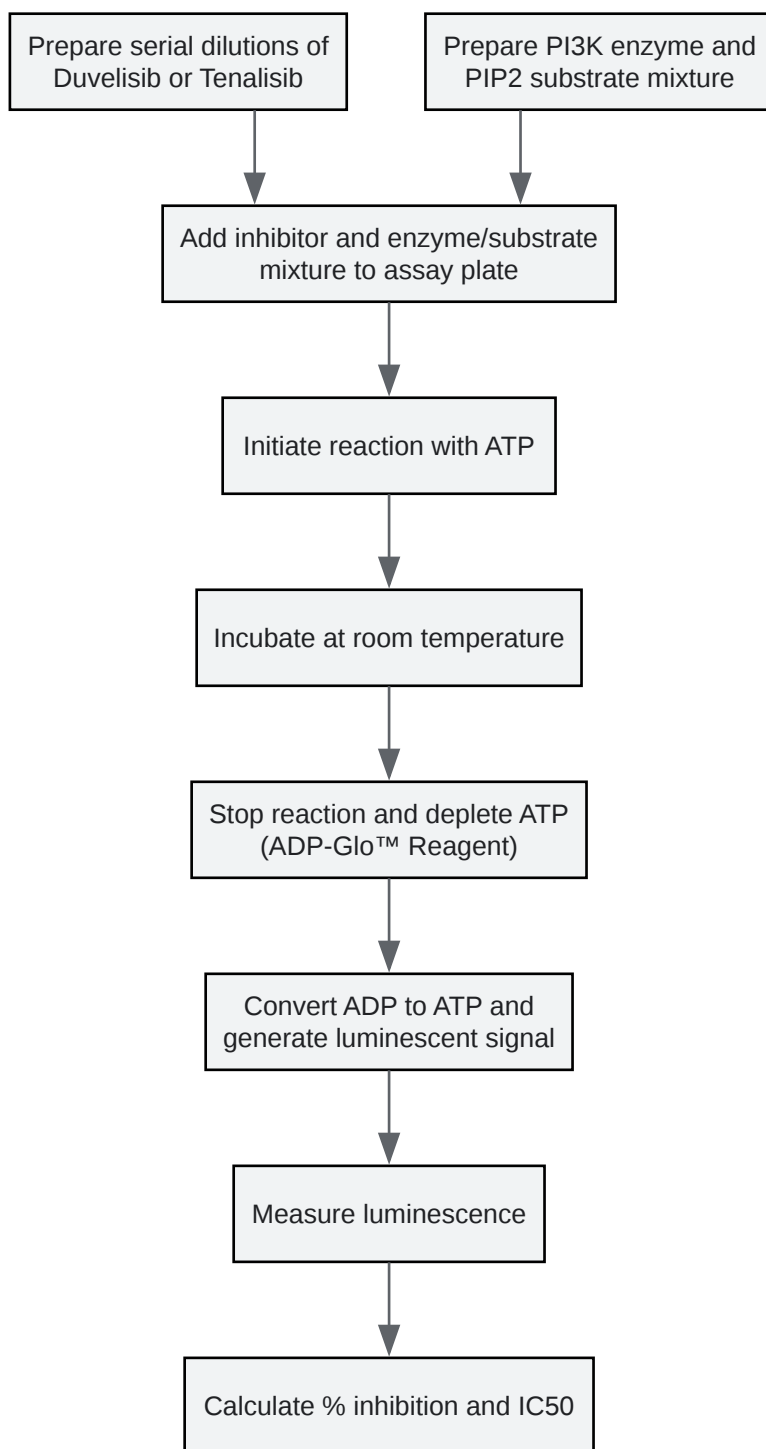 Prepare serial dilutions of
Duvelisib or Tenalisib
Prepare PI3K enzyme and
PIP2 substrate mixture
Add inhibitor and enzyme/substrate
mixture to assay plate
Initiate reaction with ATP
Incubate at room temperature
Stop reaction and deplete ATP
(ADP-Glo™ Reagent)
Convert ADP to ATP and
generate luminescent signal
Measure luminescence
Calculate % inhibition and IC50